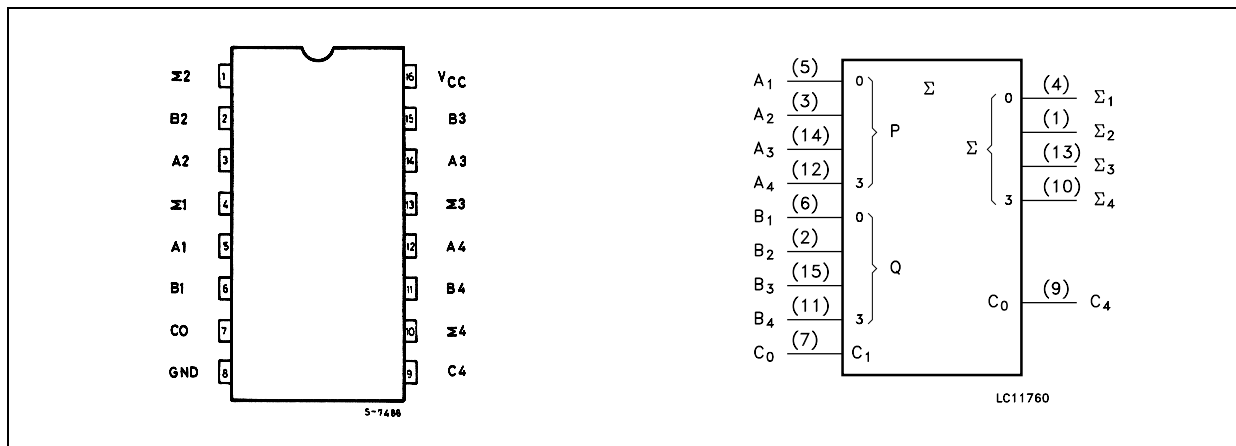 Σ2 1 16 VCC
B2 2 15 B3
A2 3 14 A3
Σ1 4 13 Σ3
A1 5 12 A4
B1 6 11 B4
C0 7 10 Σ4
GND 8 9 C4
S-7486
A1 (5) 0 Σ 0 (4) Σ1
A2 (3) P (1) Σ2
A3 (14) Σ (13) Σ3
A4 (12) 3 3 (10) Σ4
B1 (6) 0
B2 (2) Q
B3 (15)
B4 (11) 3 C0 (9) C4
C0 (7) C1
LC11760